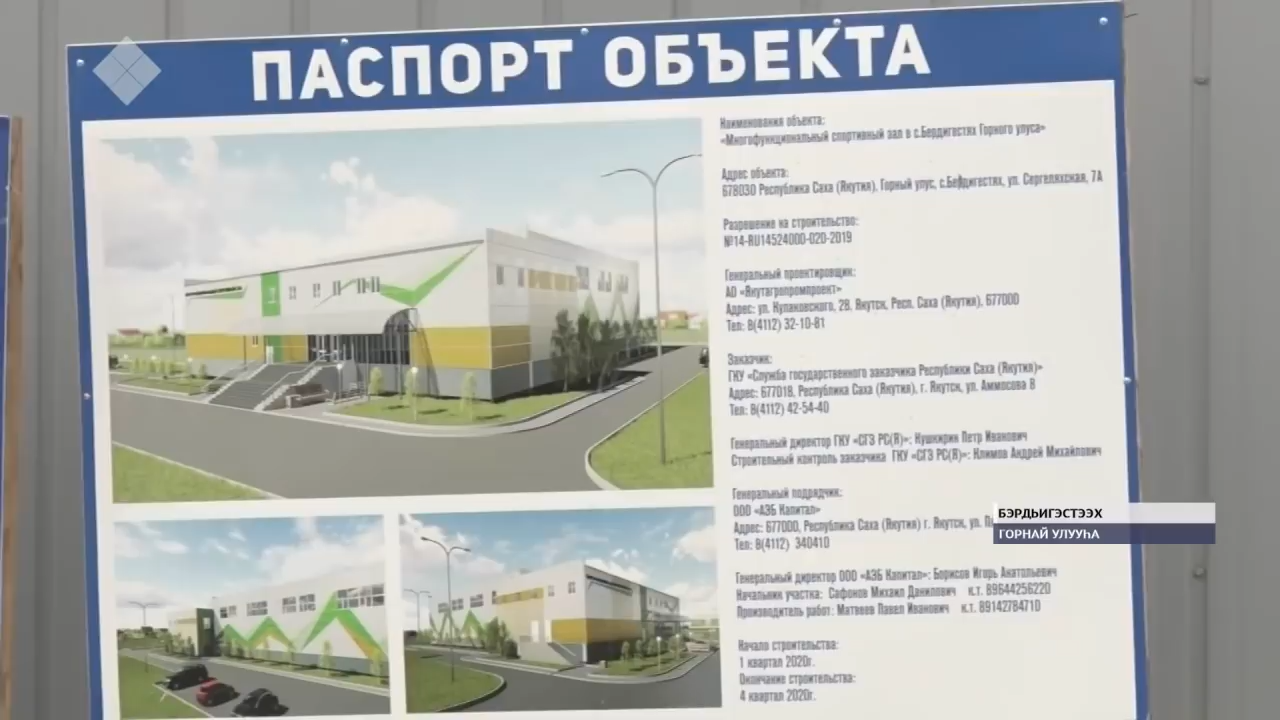 ПАСПОРТ ОБЪЕКТА
Наименования объекта:
«Многофункциональный спортивный зал в с.Бердигестях Горного улуса»
Адрес объекта:
678030 Республика Саха (Якутия), Горный улус, с.Бердигестях, ул. Сергеляхская, 7А
Разрешение на строительство:
№14-RU14524000-020-2019
Генеральный проектировщик:
АО «Якутагропромпроект»
Адрес: ул. Кулаковского, 28. Якутск, Респ. Саха (Якутия), 677000
Тел: 8(4112) 32-10-81
Заказчик:
ГКУ «Служба государственного заказчика Республики Саха (Якутия)»
Адрес: 677018, Республика Саха (Якутия), г. Якутск, ул. Аммосова 8
Тел: 8(4112) 42-54-40
Генеральный директор ГКУ «СГЗ РС(Я)»: Кушкирин Петр Иванович
Строительный контроль заказчика ГКУ «СГЗ РС(Я)»: Климов Андрей Михайлович
Генеральный подрядчик:
ООО «АЭБ Капитал»
Адрес: 677000, Республика Саха (Якутия) г. Якутск, ул.
Тел: 8(4112) 340410
Генеральный директор ООО «АЭБ Капитал»: Борисов Игорь Анатольевич
Начальник участка: Сафонов Михаил Данилович к.т. 89644256220
Производитель работ: Матвеев Павел Иванович к.т. 89142784710
Начало строительства:
1 квартал 2020г.
Окончание строительства:
4 квартал 2020г.
БЭРДЬИГЭСТЭЭХ
ГОРНАЙ УЛУУҺА